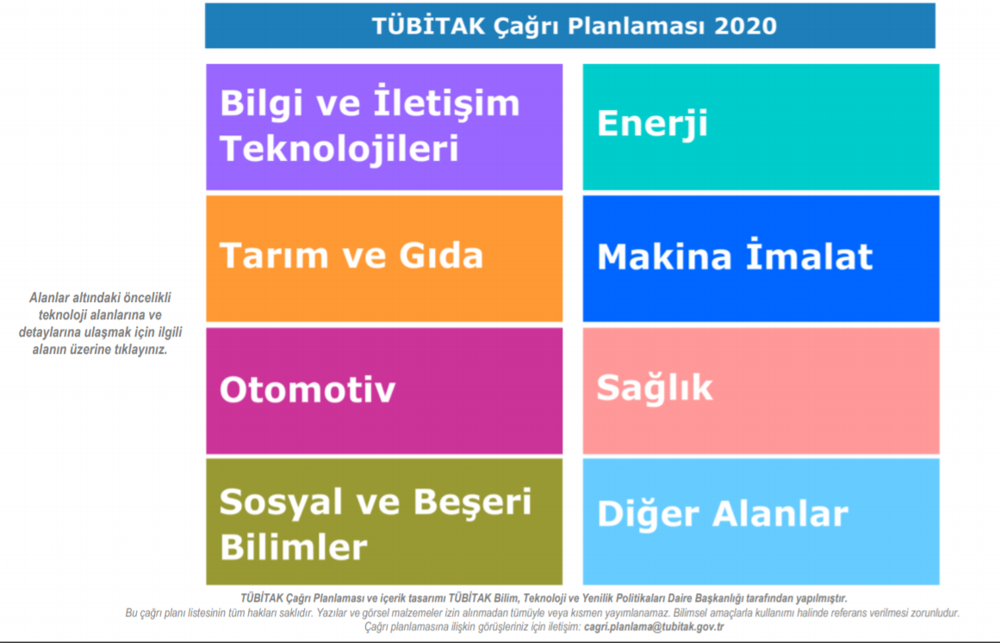 TÜBİTAK Çağrı Planlaması 2020
Bilgi ve İletişim
Teknolojileri
Enerji
Tarım ve Gıda
Makina İmalat
Alanlar altındaki öncelikli
teknoloji alanlarına ve
detaylarına ulaşmak için ilgili
alanın üzerine tıklayınız.
Otomotiv
Sağlık
Sosyal ve Beşeri
Bilimler
Diğer Alanlar
TÜBİTAK Çağrı Planlaması ve içerik tasarımı TÜBİTAK Bilim, Teknoloji ve Yenilik Politikaları Daire Başkanlığı tarafından yapılmıştır.
Bu çağrı planı listesinin tüm hakları saklıdır. Yazılar ve görsel malzemeler izin alınmadan tümüyle veya kısmen yayımlanamaz. Bilimsel amaçlarla kullanımı halinde referans verilmesi zorunludur.
Çağrı planlamasına ilişkin görüşleriniz için iletişim: cagri.planlama@tubitak.gov.tr